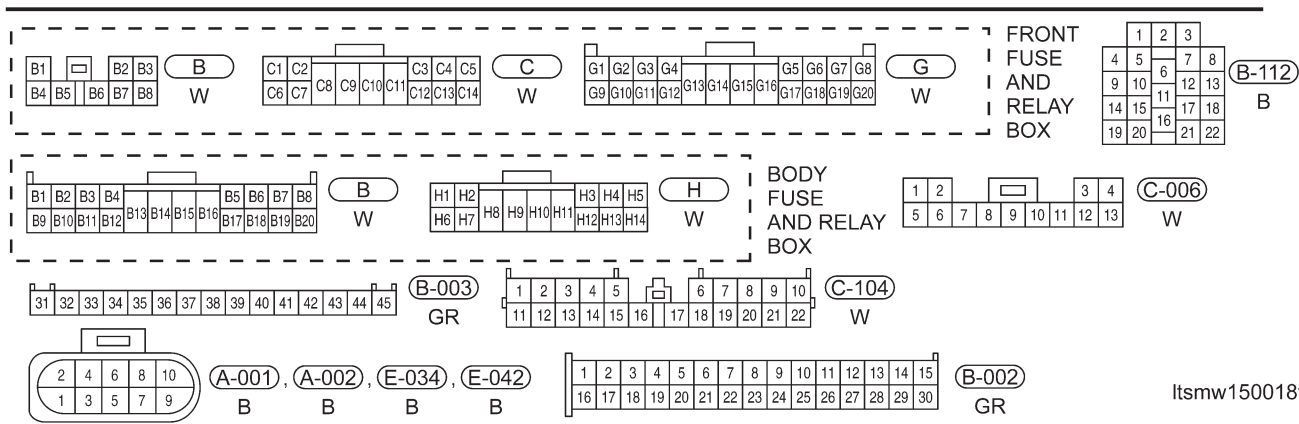 B1 B2 B3 B
B4 B5 B6 B7 B8 W
C1 C2 C8 C9 C10 C11 C3 C4 C5 C
C6 C7 C12 C13 C14 W
G1 G2 G3 G4 G13 G14 G15 G16 G5 G6 G7 G8 G
G9 G10 G11 G12 G17 G18 G19 G20 W
FRONT
FUSE
AND
RELAY
BOX
1 2 3
4 5 6 7 8
9 10 11 12 13
14 15 16 17 18
19 20 21 22
B-112
B
B1 B2 B3 B4 B13 B14 B15 B16 B5 B6 B7 B8 B
B9 B10 B11 B12 B17 B18 B19 B20 W
H1 H2 H8 H9 H10 H11 H3 H4 H5 H
H6 H7 H12 H13 H14 W
BODY
FUSE
AND RELAY
BOX
1 2 3 4 C-006
5 6 7 8 9 10 11 12 13 W
31 32 33 34 35 36 37 38 39 40 41 42 43 44 45 B-003
GR
1 2 3 4 5 6 7 8 9 10 C-104
11 12 13 14 15 16 17 18 19 20 21 22 W
2 4 6 8 10
1 3 5 7 9
A-001 , A-002 , E-034 , E-042
B B B B
1 2 3 4 5 6 7 8 9 10 11 12 13 14 15 B-002
16 17 18 19 20 21 22 23 24 25 26 27 28 29 30 GR
ltsmw150018